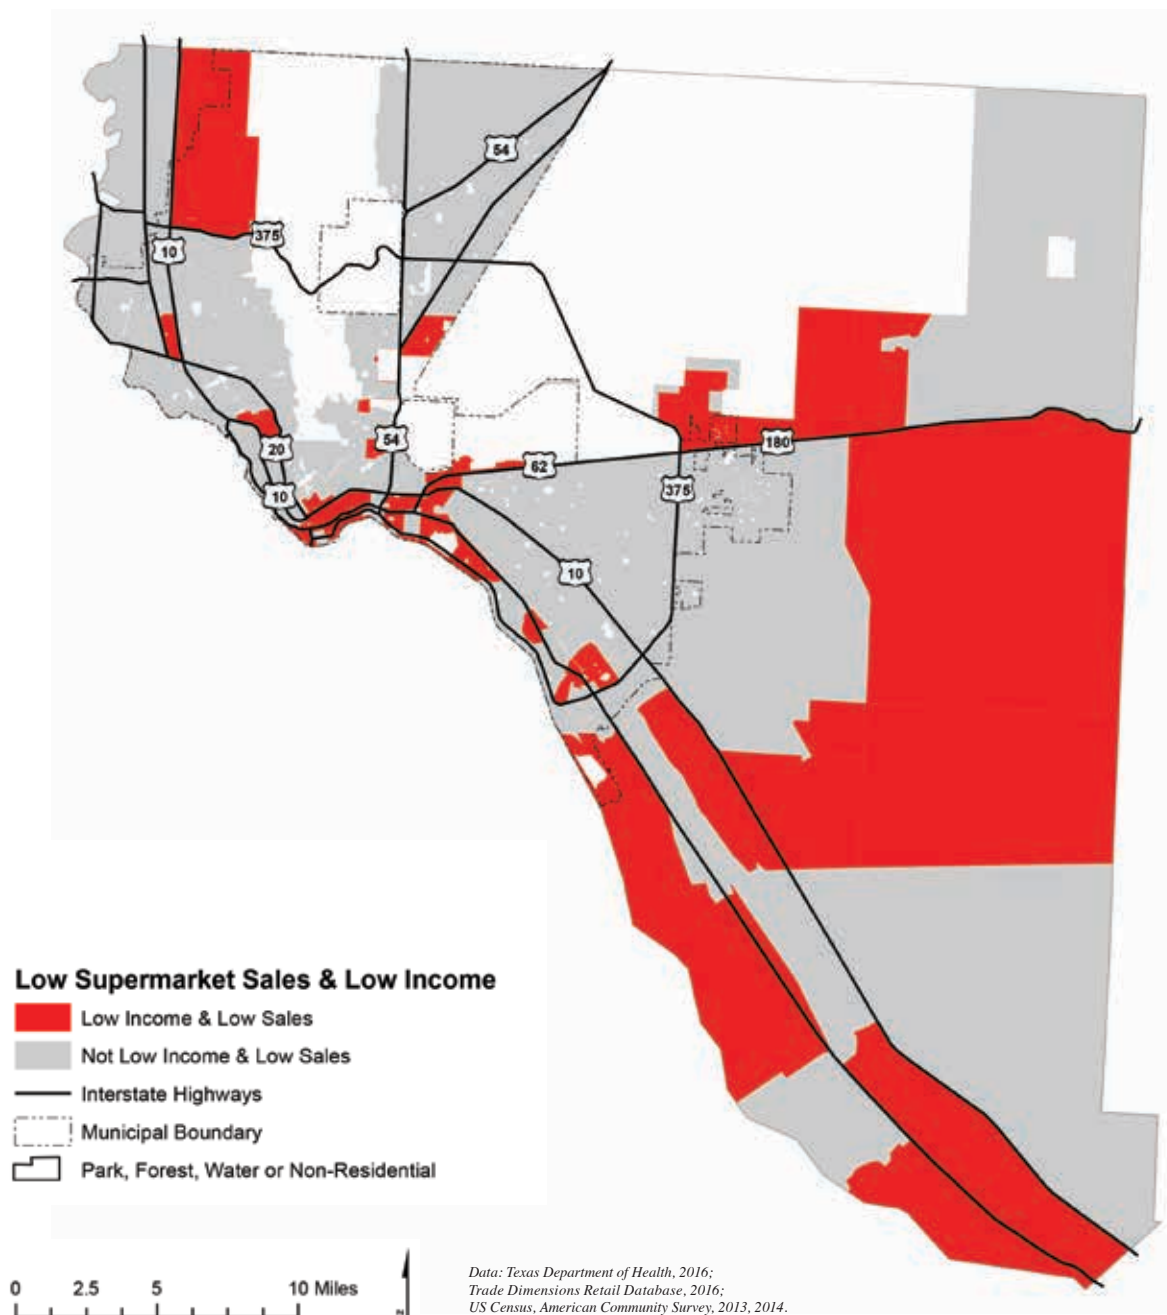 54
375
10
54
180
62
20
375
10
10
Low Supermarket Sales & Low Income
Low Income & Low Sales
Not Low Income & Low Sales
Interstate Highways
Municipal Boundary
Park, Forest, Water or Non-Residential
0 2.5 5 10 Miles
Data: Texas Department of Health, 2016;
Trade Dimensions Retail Database, 2016;
US Census, American Community Survey, 2013, 2014.